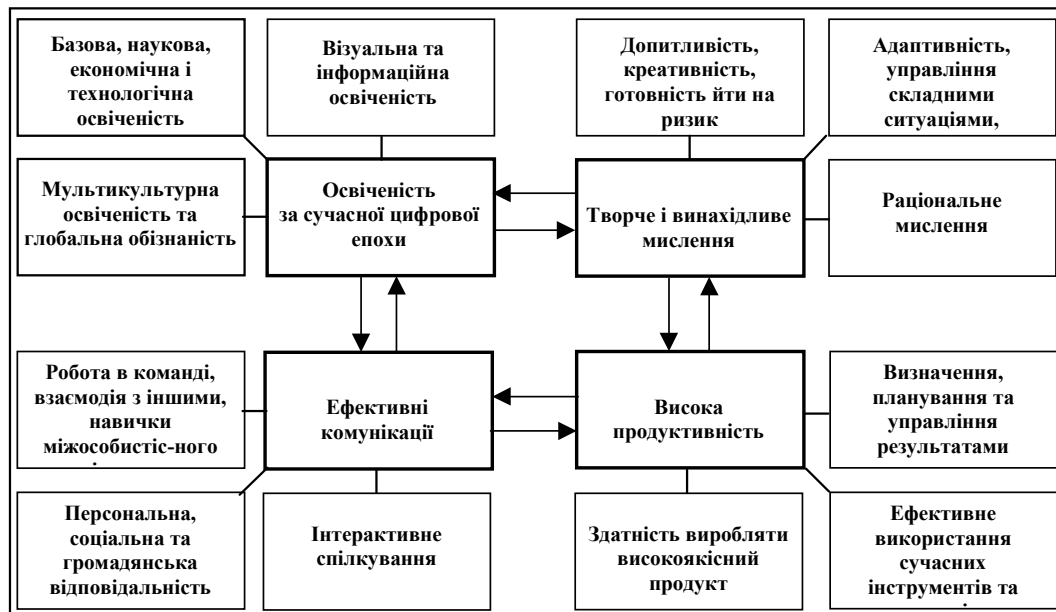 Базова, наукова,
економічна і
технологічна
освіченість
Візуальна та
інформаційна
освіченість
Допитливість,
креативність,
готовність йти на
ризик
Адаптивність,
управління
складними
ситуаціями,
Мультикультурна
освіченість та
глобальна обізнаність
Освіченість
за сучасної цифрової
епохи
Творче і винахідливе
мислення
Раціональне
мислення
Робота в команді,
взаємодія з іншими,
навички
міжособистіс-ного
Ефективні
комунікації
Висока
продуктивність
Визначення,
планування та
управління
результатами
Персональна,
соціальна та
громадянська
відповідальність
Інтерактивне
спілкування
Здатність виробляти
високоякісний
продукт
Ефективне
використання
сучасних
інструментів та